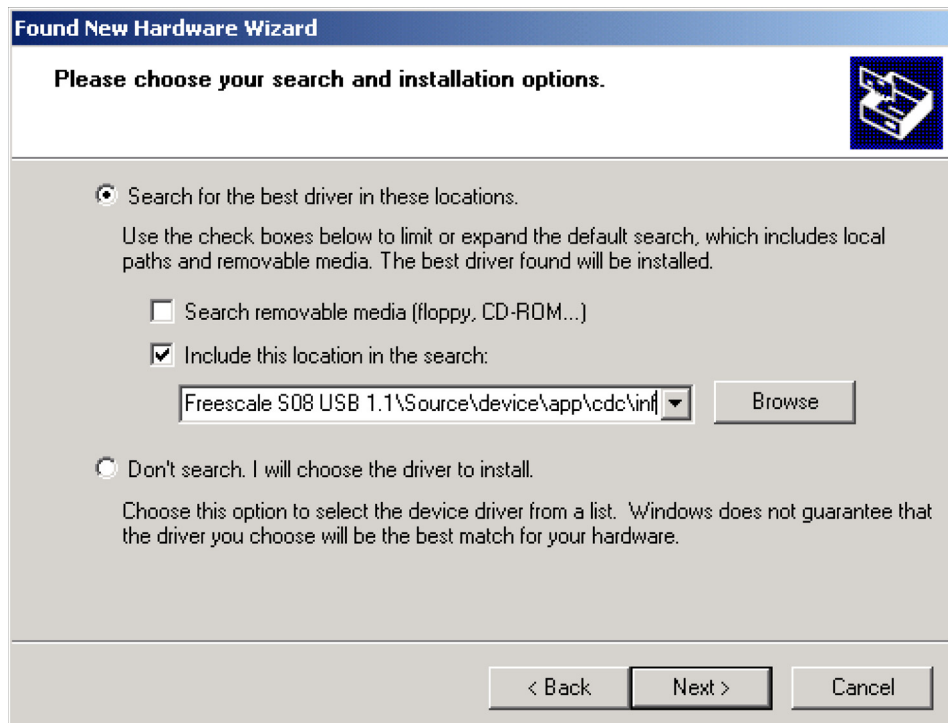 Found New Hardware Wizard
Please choose your search and installation options.
Search for the best driver in these locations.
Use the check boxes below to limit or expand the default search, which includes local
paths and removable media. The best driver found will be installed.
Search removable media (floppy, CD-ROM...)
Include this location in the search:
Freescale S08 USB 1.1\Source\device\app\cdc\inf
Browse
Don't search. I will choose the driver to install.
Choose this option to select the device driver from a list. Windows does not guarantee that
the driver you choose will be the best match for your hardware.
< Back Next > Cancel